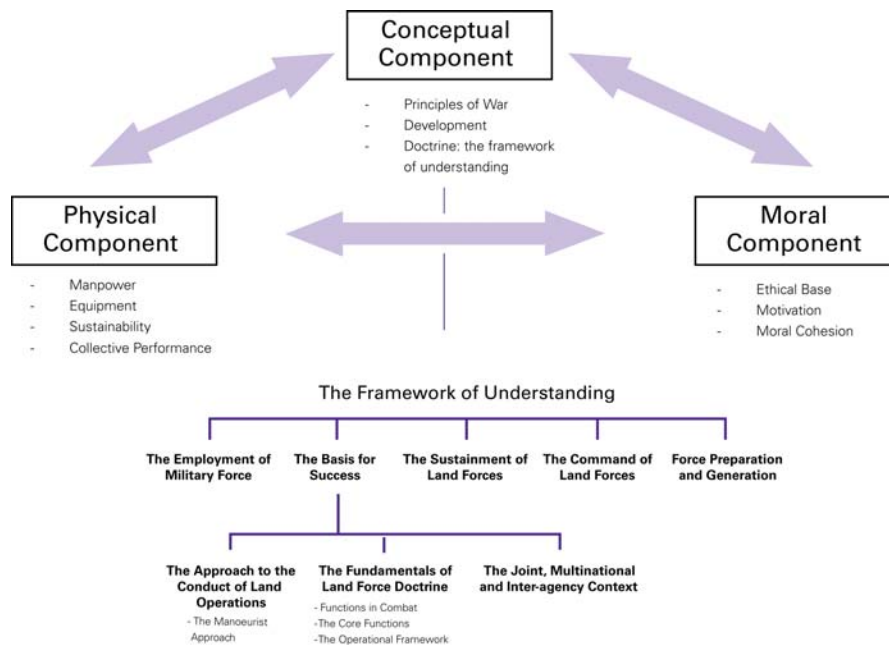 Conceptual
Component
- Principles of War
- Development
- Doctrine: the framework
of understanding
Physical
Component
- Manpower
- Equipment
- Sustainability
- Collective Performance
Moral
Component
- Ethical Base
- Motivation
- Moral Cohesion
The Framework of Understanding
The Employment of
Military Force
The Basis for
Success
The Sustainment of
Land Forces
The Command of
Land Forces
Force Preparation
and Generation
The Approach to the
Conduct of Land
Operations
- The Manoeurist
Approach
The Fundamentals of
Land Force Doctrine
- Functions in Combat
-The Core Functions
-The Operational Framework
The Joint, Multinational
and Inter-agency Context